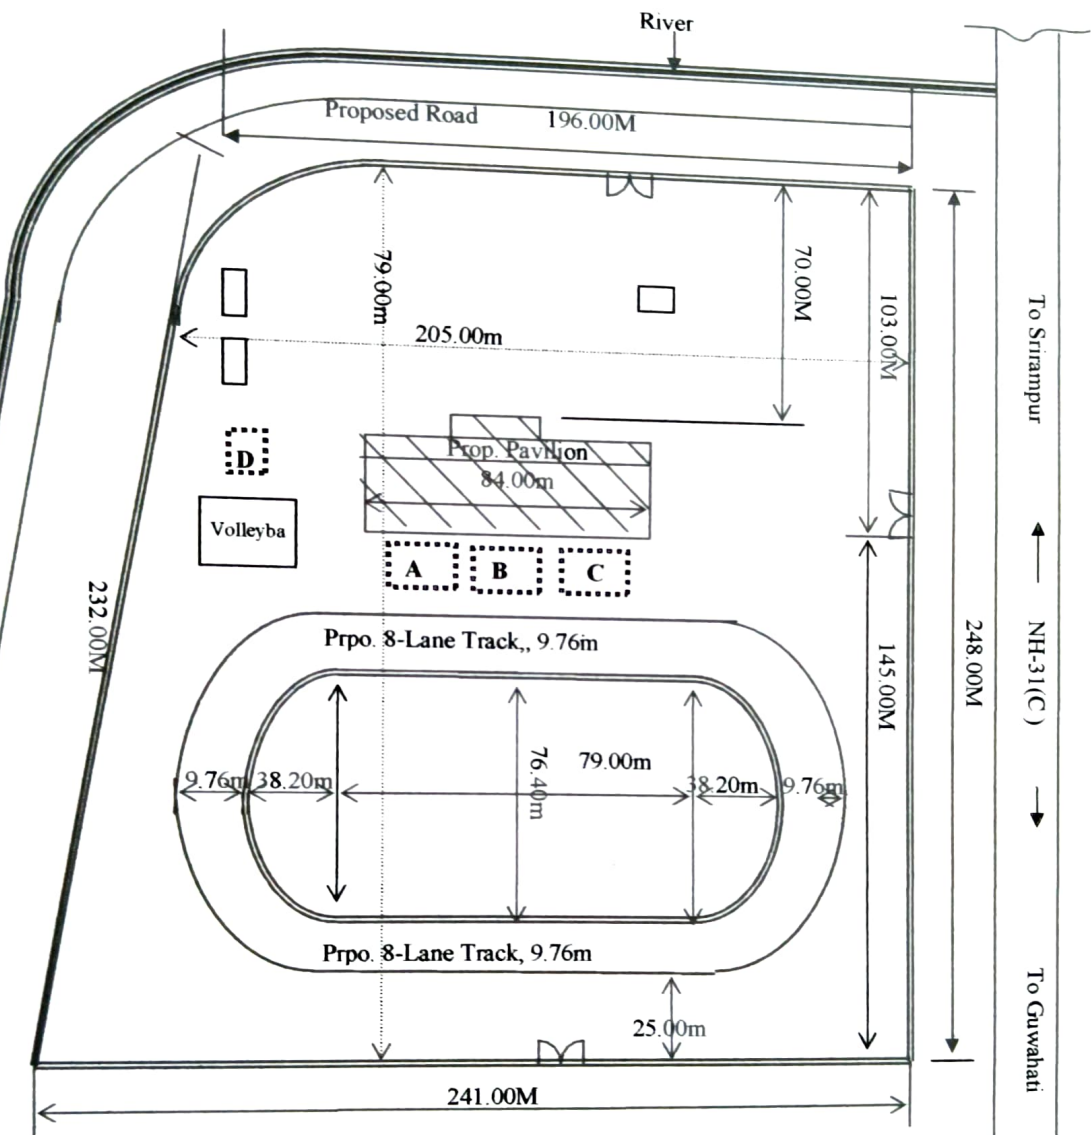 River
Proposed Road
196.00M
79.00m
70.00M
103.00M
205.00m
To Srirampur
Prop. Pavilion
84.00m
D
Volleyba
A
B
C
232.00M
Prpo. 8-Lane Track,, 9.76m
145.00M
248.00M
NH-31(C )
9.76m
38.20m
76.40m
79.00m
38.20m
9.76m
Prpo. 8-Lane Track, 9.76m
25.00m
To Guwahati
241.00M